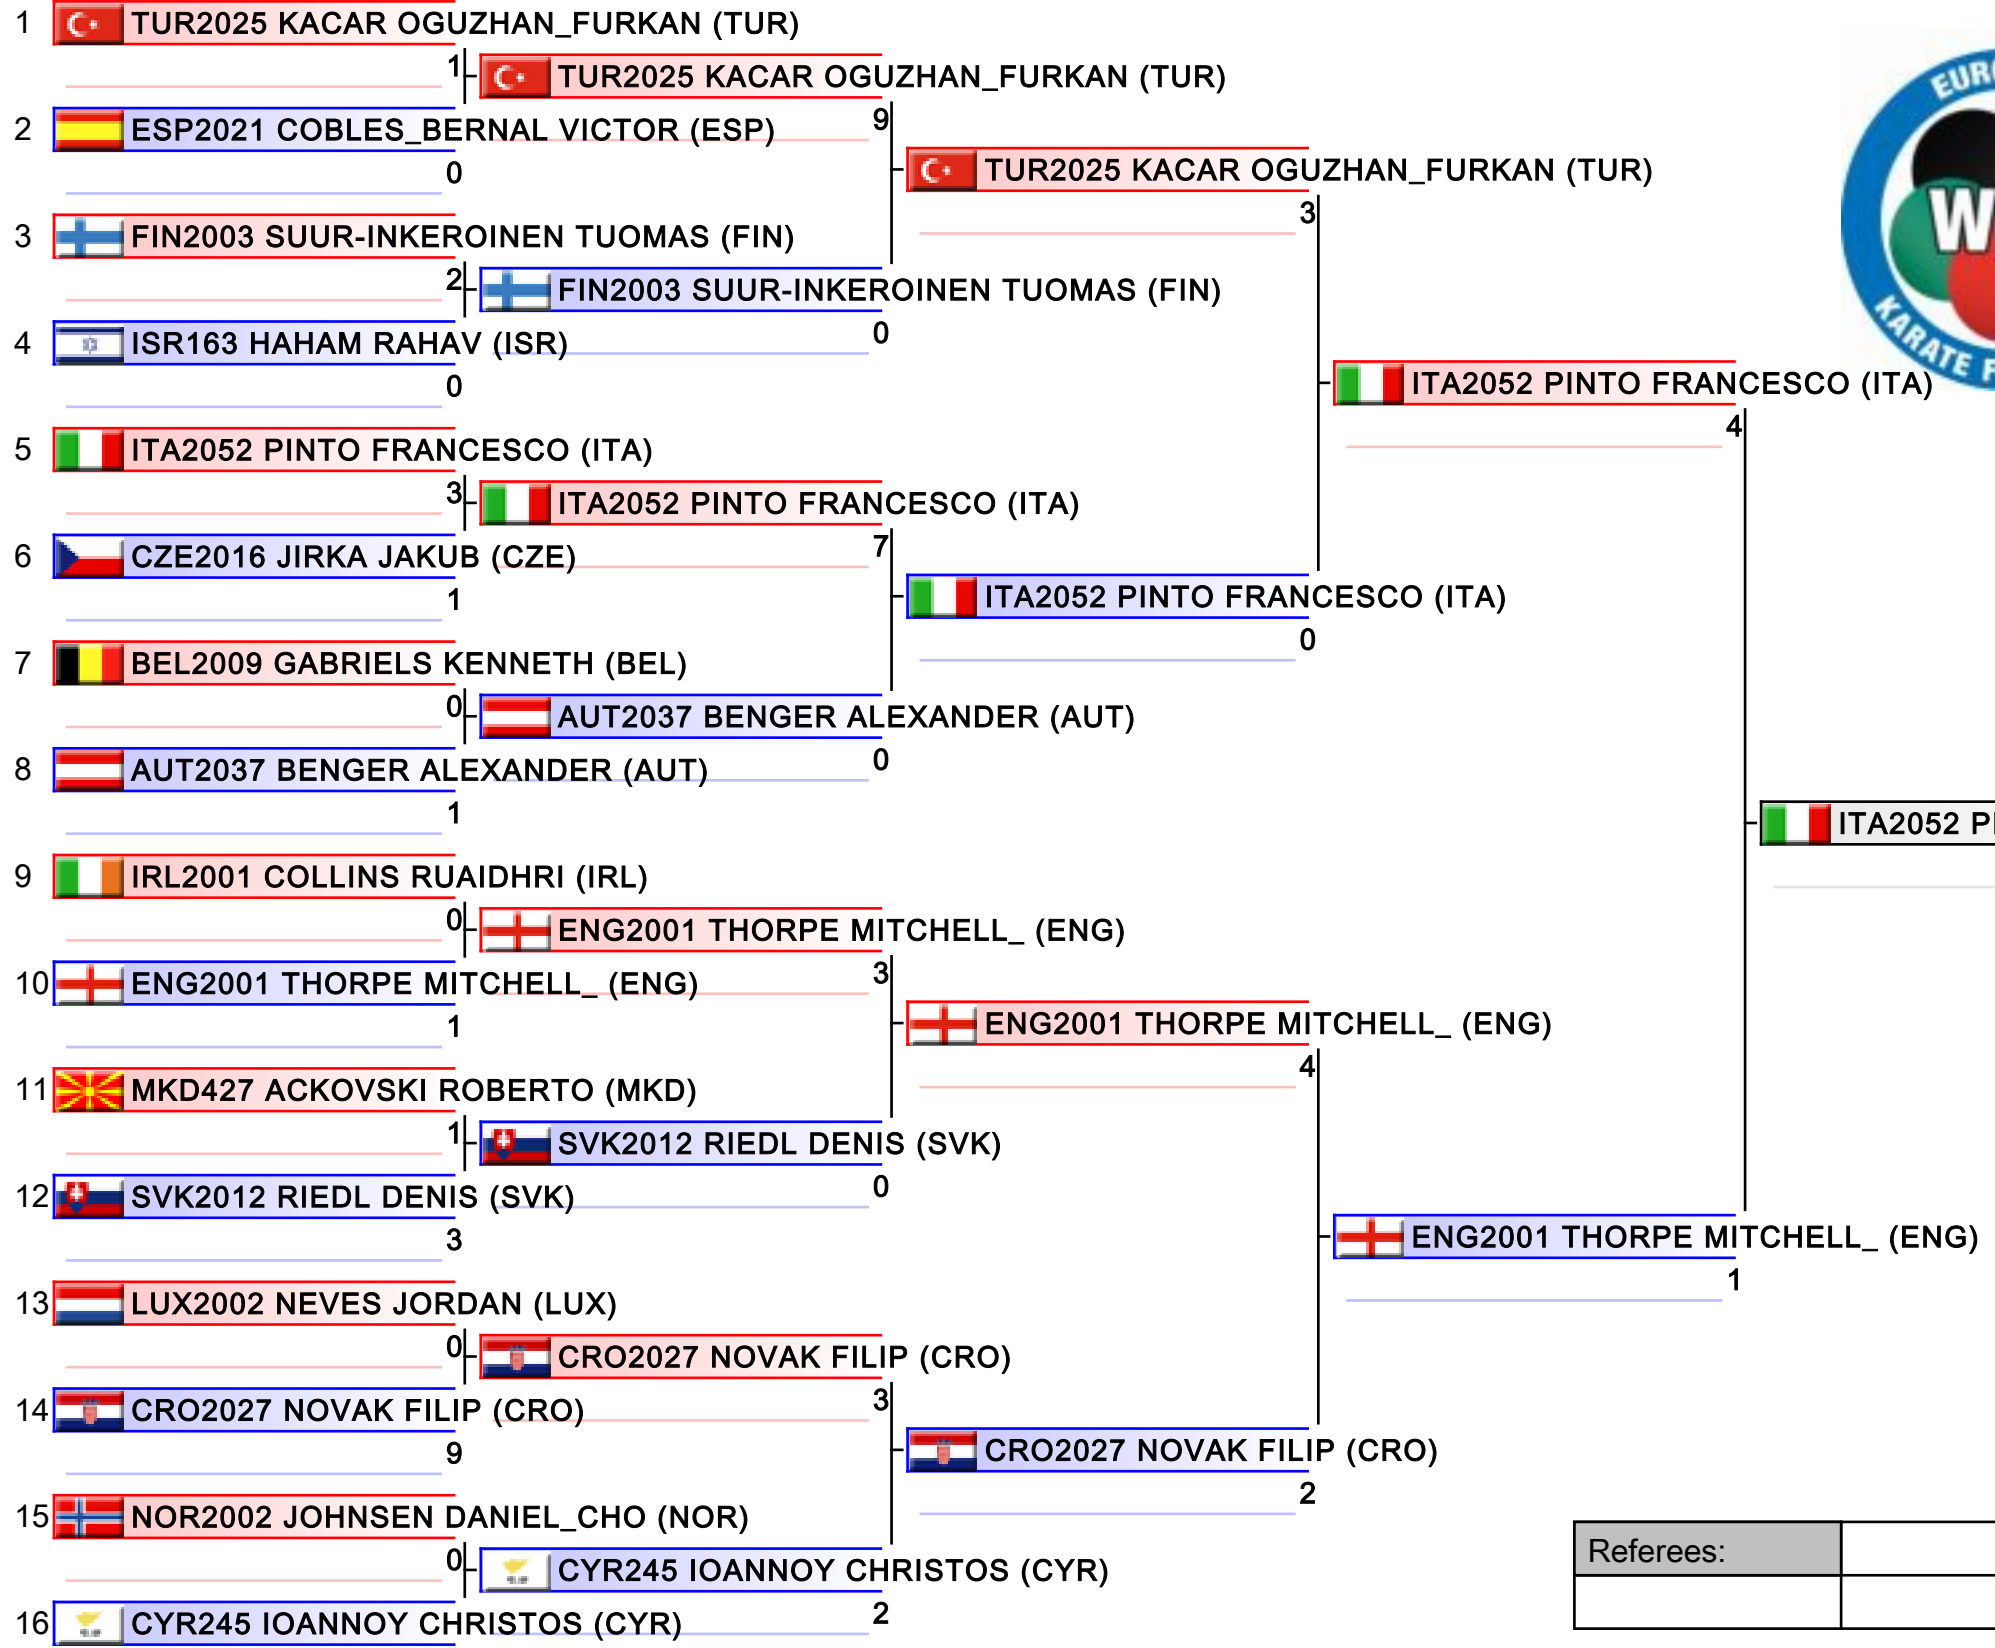 1 TUR2025 KACAR OGUZHAN_FURKAN (TUR)
1
TUR2025 KACAR OGUZHAN_FURKAN (TUR)
9
2 ESP2021 COBLES_BERNAL VICTOR (ESP)
0
TUR2025 KACAR OGUZHAN_FURKAN (TUR)
3
3 FIN2003 SUUR-INKEROINEN TUOMAS (FIN)
2
FIN2003 SUUR-INKEROINEN TUOMAS (FIN)
0
4 ISR163 HAHAM RAHAV (ISR)
0
ITA2052 PINTO FRANCESCO (ITA)
4
5 ITA2052 PINTO FRANCESCO (ITA)
3
ITA2052 PINTO FRANCESCO (ITA)
7
6 CZE2016 JIRKA JAKUB (CZE)
1
ITA2052 PINTO FRANCESCO (ITA)
0
7 BEL2009 GABRIELS KENNETH (BEL)
0
AUT2037 BENGER ALEXANDER (AUT)
0
8 AUT2037 BENGER ALEXANDER (AUT)
1
ITA2052
9 IRL2001 COLLINS RUAIDHRI (IRL)
0
ENG2001 THORPE MITCHELL_ (ENG)
3
10 ENG2001 THORPE MITCHELL_ (ENG)
1
ENG2001 THORPE MITCHELL_ (ENG)
4
11 MKD427 ACKOVSKI ROBERTO (MKD)
1
SVK2012 RIEDL DENIS (SVK)
0
12 SVK2012 RIEDL DENIS (SVK)
3
ENG2001 THORPE MITCHELL_ (ENG)
1
13 LUX2002 NEVES JORDAN (LUX)
0
CRO2027 NOVAK FILIP (CRO)
3
14 CRO2027 NOVAK FILIP (CRO)
9
CRO2027 NOVAK FILIP (CRO)
2
15 NOR2002 JOHNSEN DANIEL_CHO (NOR)
0
CYR245 IOANNOY CHRISTOS (CYR)
2
16 CYR245 IOANNOY CHRISTOS (CYR)
KARATE
Referees: